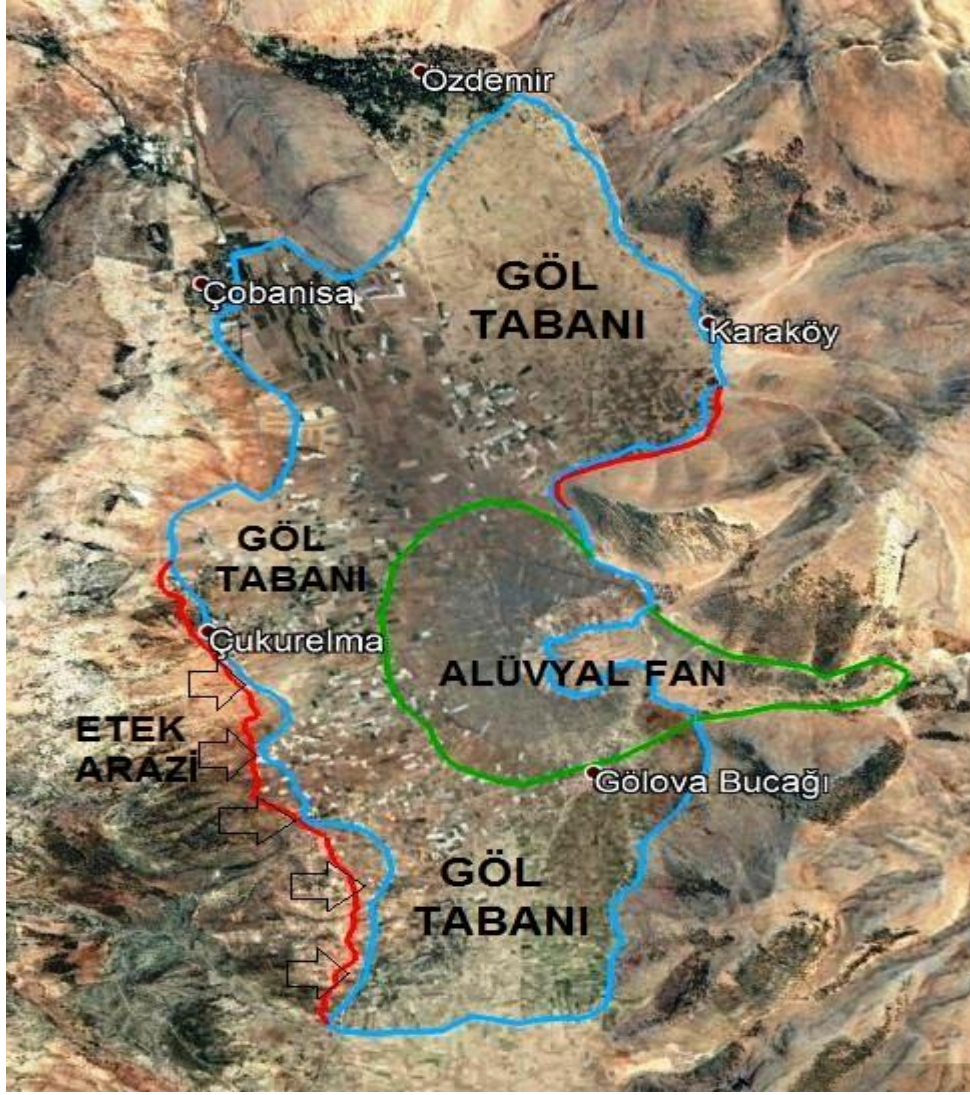 Özdemir
GÖL
TABANI
Çobanisa
Karaköy
GÖL
TABANI
Çukurelma
ALÜVYAL FAN
ETEK
ARAZİ
Gölova Bucağı
GÖL
TABANI